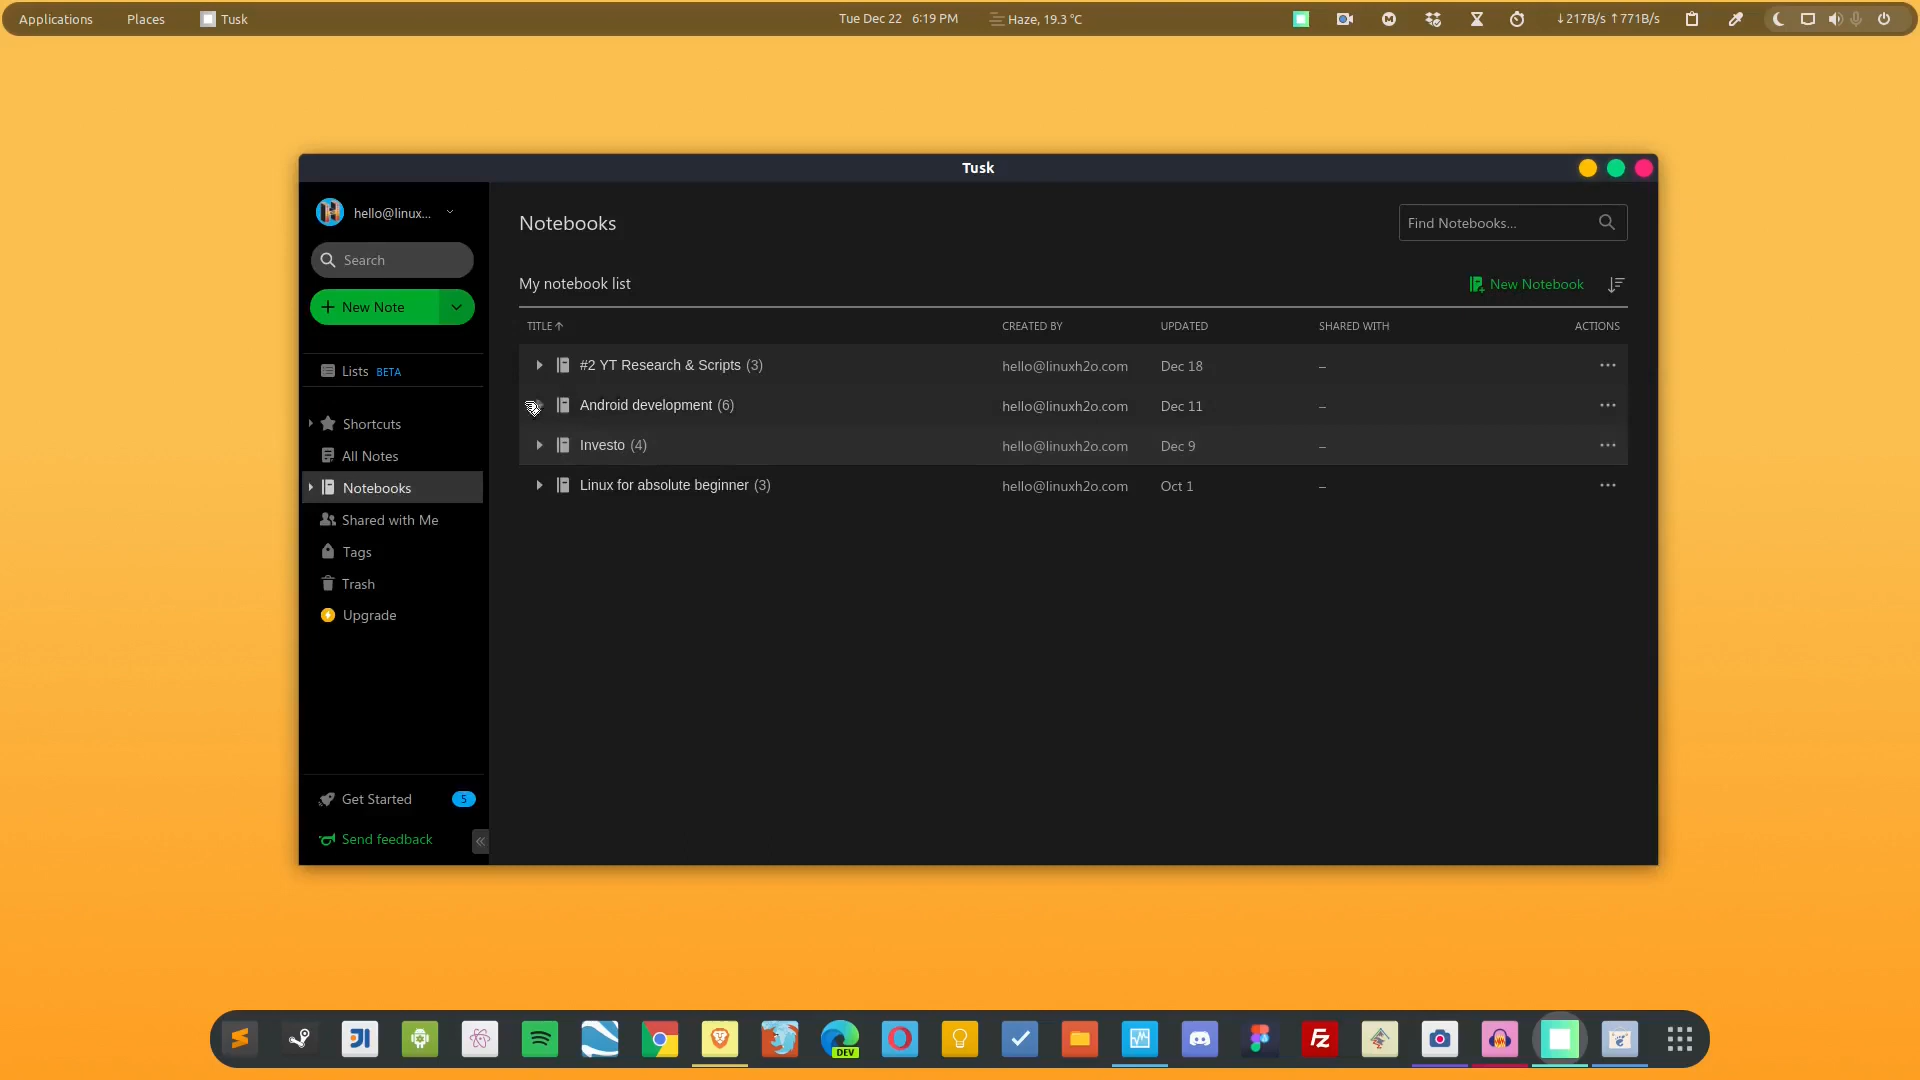 Applications Places Tusk Tue Dec 22 6:19 PM Haze, 19.3 °C ↓217B/s ↑771B/s
Tusk
hello@linux...
Search
+ New Note
Lists BETA
Shortcuts
All Notes
Notebooks
Shared with Me
Tags
Trash
Upgrade
Get Started 5
Send feedback
Notebooks
Find Notebooks...
My notebook list
New Notebook
TITLE↑ CREATED BY UPDATED SHARED WITH ACTIONS
#2 YT Research & Scripts (3) hello@linuxh2o.com Dec 18 –
Android development (6) hello@linuxh2o.com Dec 11 –
Investo (4) hello@linuxh2o.com Dec 9 –
Linux for absolute beginner (3) hello@linuxh2o.com Oct 1 –
DEV
FZ